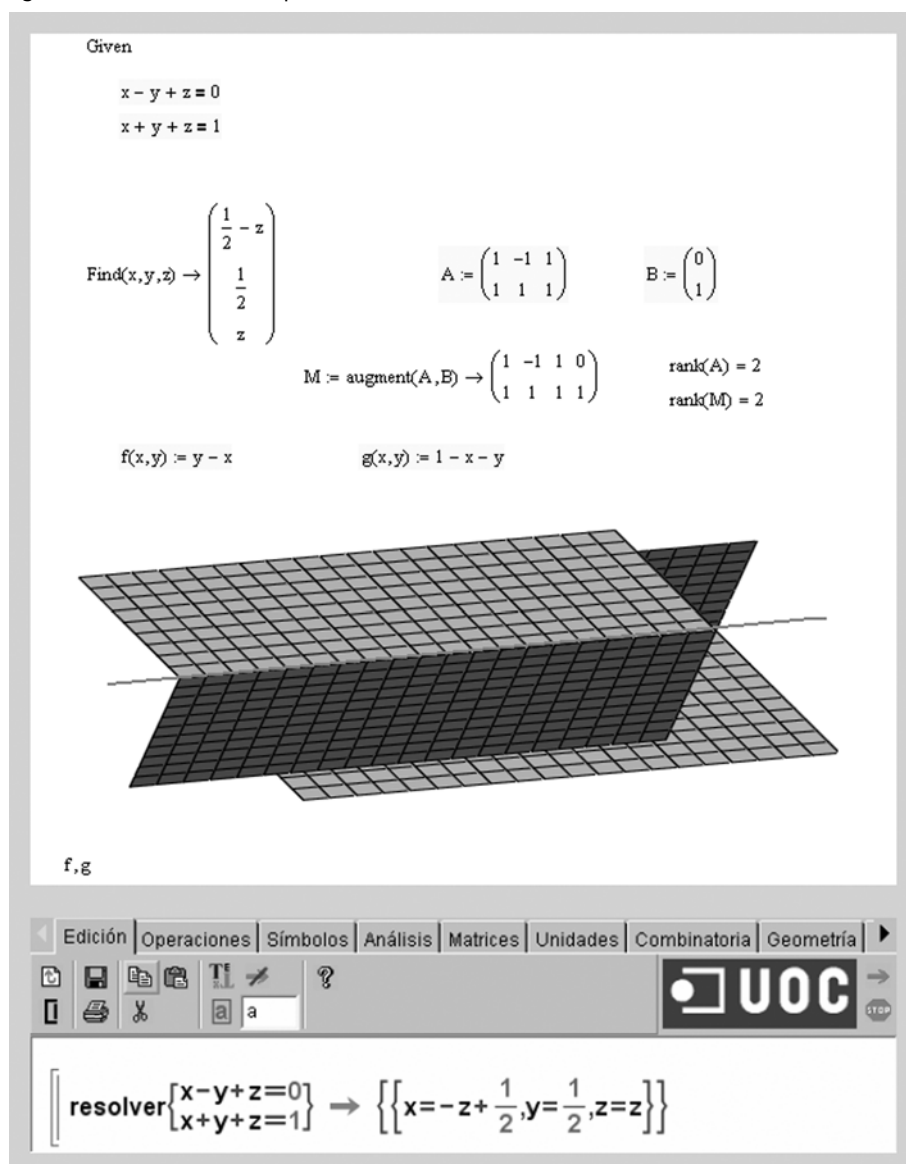 Given
x − y + z = 0
x + y + z = 1
Find(x,y,z) → (1/2 − z  1/2  z)
A := (1 −1 1
1 1 1)
B := (0
1)
M := augment(A,B) → (1 −1 1 0
1 1 1 1)
rank(A) = 2
rank(M) = 2
f(x,y) := y − x
g(x,y) := 1 − x − y
f,g
Edición Operaciones Símbolos Análisis Matrices Unidades Combinatoria Geometría
a a
UOC
STOP
resolver{x−y+z=0
x+y+z=1} → {{x=−z+1/2,y=1/2,z=z}}